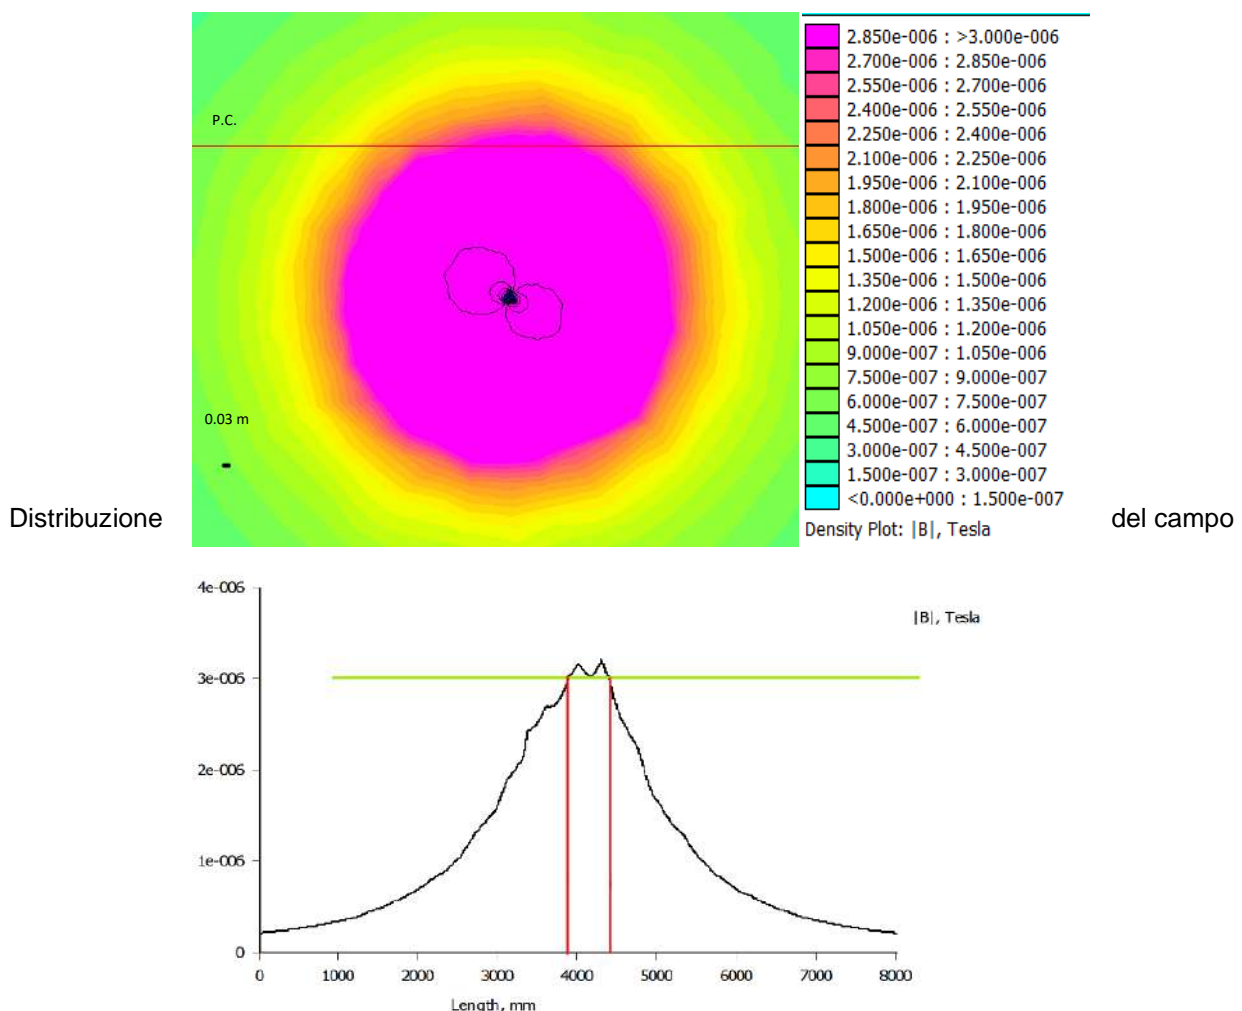 P.C.
0.03 m
2.850e-006 : >3.000e-006
2.700e-006 : 2.850e-006
2.550e-006 : 2.700e-006
2.400e-006 : 2.550e-006
2.250e-006 : 2.400e-006
2.100e-006 : 2.250e-006
1.950e-006 : 2.100e-006
1.800e-006 : 1.950e-006
1.650e-006 : 1.800e-006
1.500e-006 : 1.650e-006
1.350e-006 : 1.500e-006
1.200e-006 : 1.350e-006
1.050e-006 : 1.200e-006
9.000e-007 : 1.050e-006
7.500e-007 : 9.000e-007
6.000e-007 : 7.500e-007
4.500e-007 : 6.000e-007
3.000e-007 : 4.500e-007
1.500e-007 : 3.000e-007
<0.000e+000 : 1.500e-007
Density Plot: |B|, Tesla
Distribuzione del campo
4e-006
3e-006
2e-006
1e-006
0
|B|, Tesla
0 1000 2000 3000 4000 5000 6000 7000 8000
Length, mm